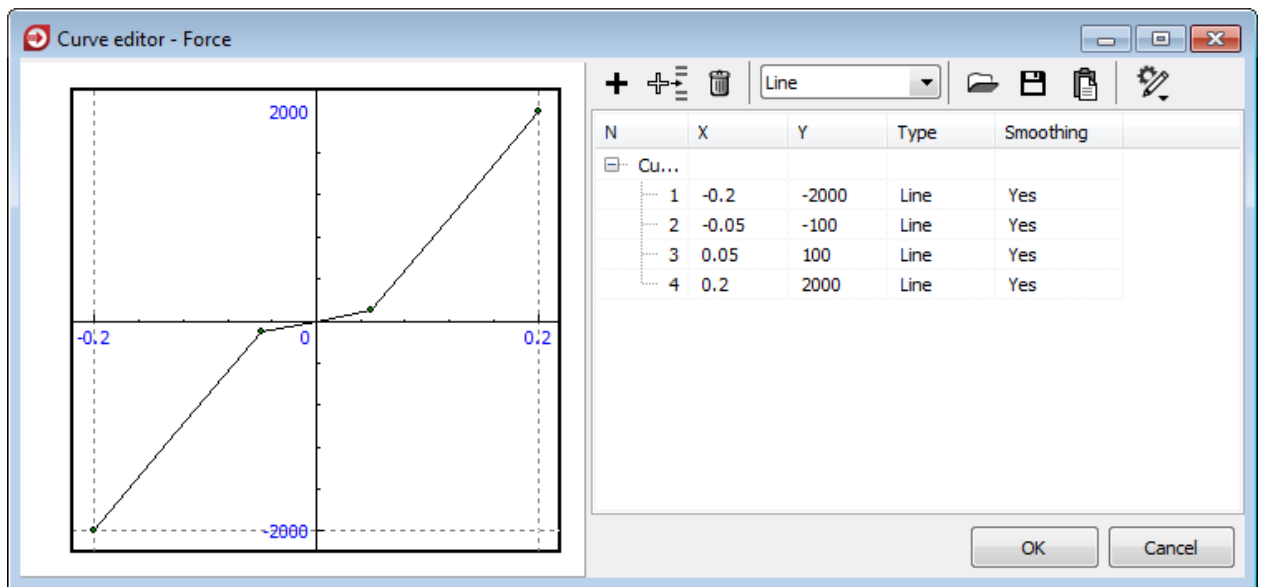 Curve editor - Force
Line
N X Y Type Smoothing
Cu...
1 -0.2 -2000 Line Yes
2 -0.05 -100 Line Yes
3 0.05 100 Line Yes
4 0.2 2000 Line Yes
2000
-0.2 0 0.2
-2000
OK Cancel